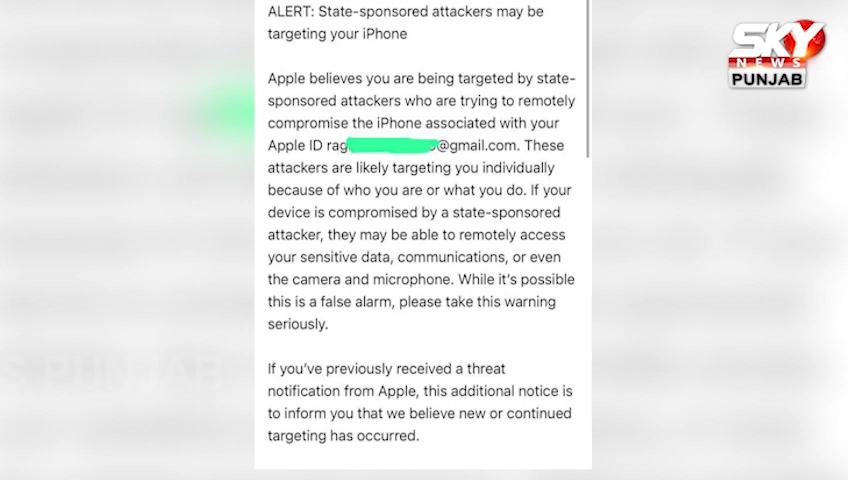 ALERT: State-sponsored attackers may be
targeting your iPhone
SKY
NEWS
PUNJAB
Apple believes you are being targeted by state-
sponsored attackers who are trying to remotely
compromise the iPhone associated with your
Apple ID rag @gmail.com. These
attackers are likely targeting you individually
because of who you are or what you do. If your
device is compromised by a state-sponsored
attacker, they may be able to remotely access
your sensitive data, communications, or even
the camera and microphone. While it's possible
this is a false alarm, please take this warning
seriously.
If you've previously received a threat
notification from Apple, this additional notice is
to inform you that we believe new or continued
targeting has occurred.